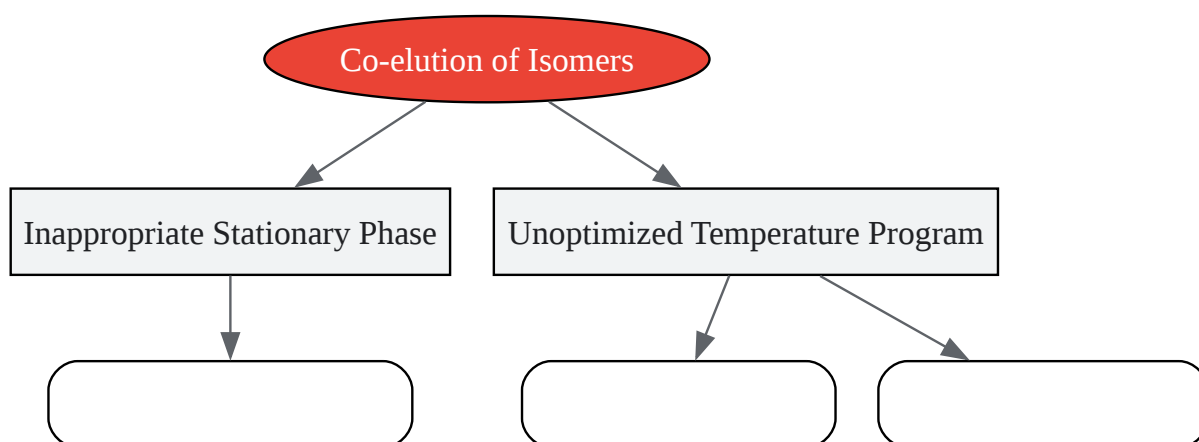 Co-elution of Isomers
Inappropriate Stationary Phase
Unoptimized Temperature Program